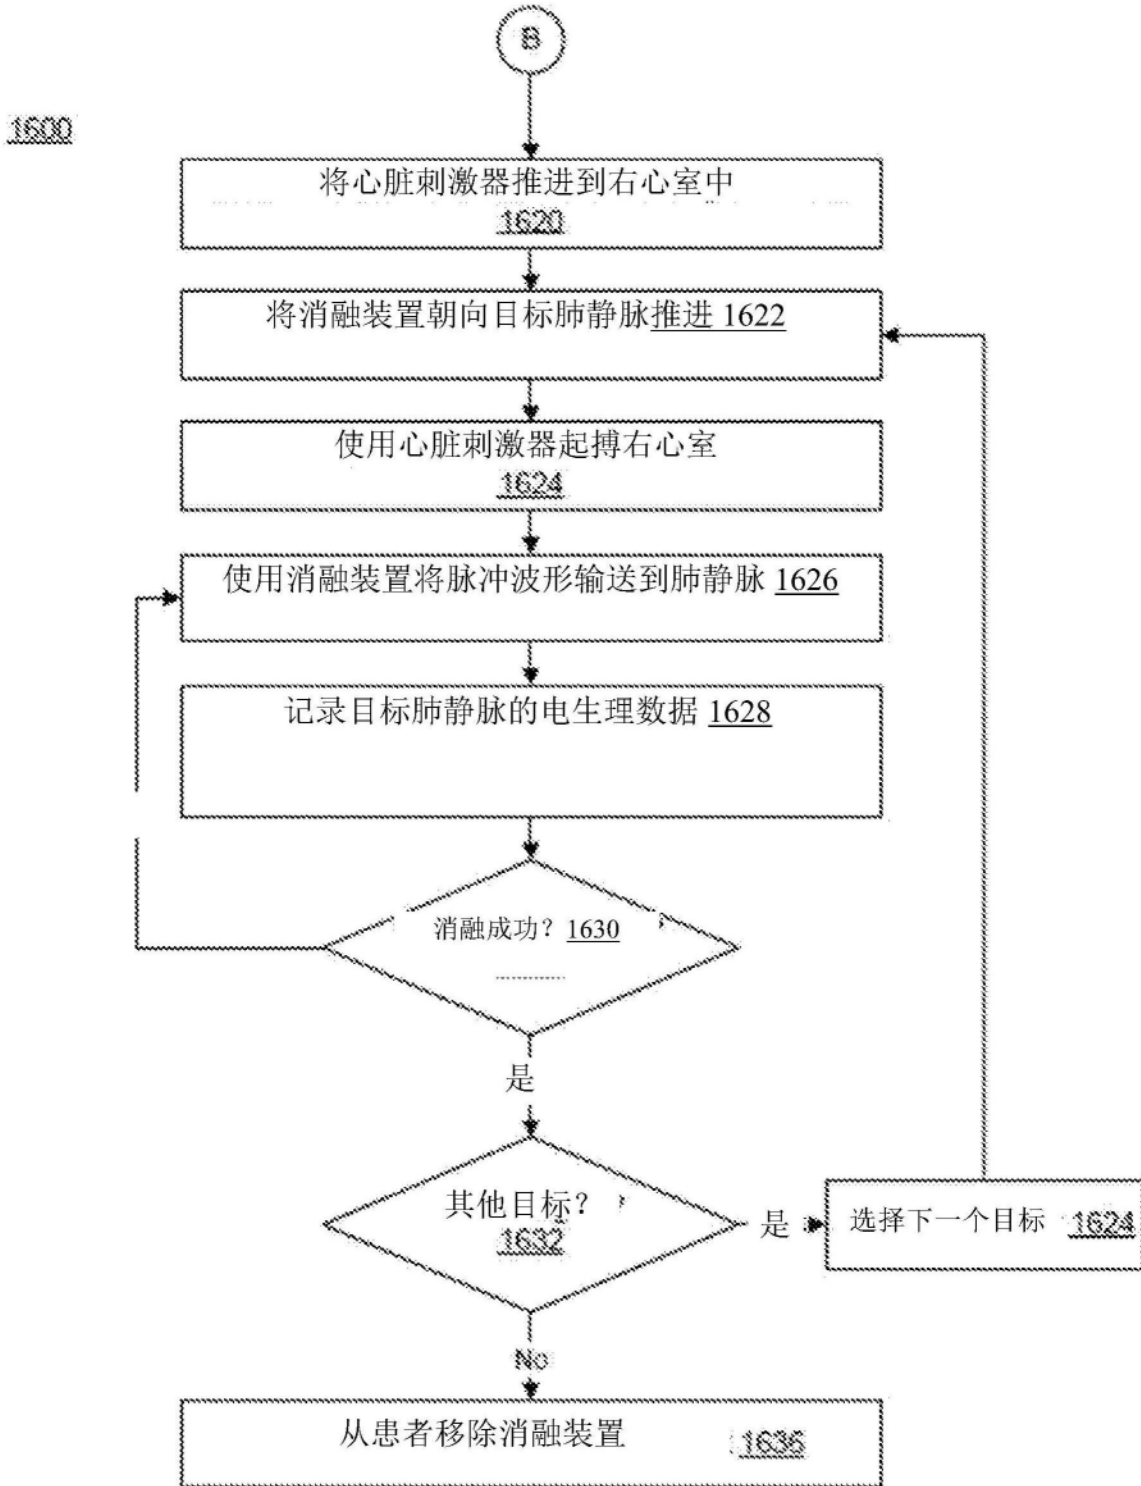 B
1600
将心脏刺激器推进到右心室中
1620
将消融装置朝向目标肺静脉推进 1622
使用心脏刺激器起搏右心室
1624
使用消融装置将脉冲波形输送到肺静脉 1626
记录目标肺静脉的电生理数据 1628
消融成功？1630
是
其他目标？
1632
是
选择下一个目标 1624
No
从患者移除消融装置 1636